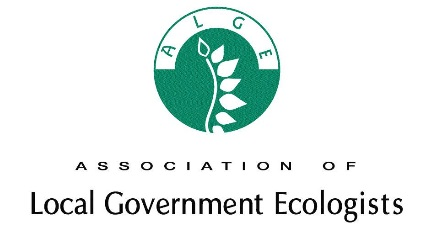 ALGE
ASSOCIATION OF
Local Government Ecologists